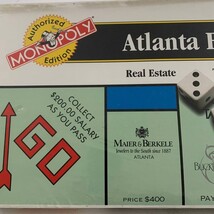 Authorized
MONOPOLY
Edition
Atlanta
Real Estate
COLLECT
$200.00 SALARY
AS YOU PASS
GO
MAIER & BERKELE
Jewelers to the South since 1887
ATLANTA
PRICE $400